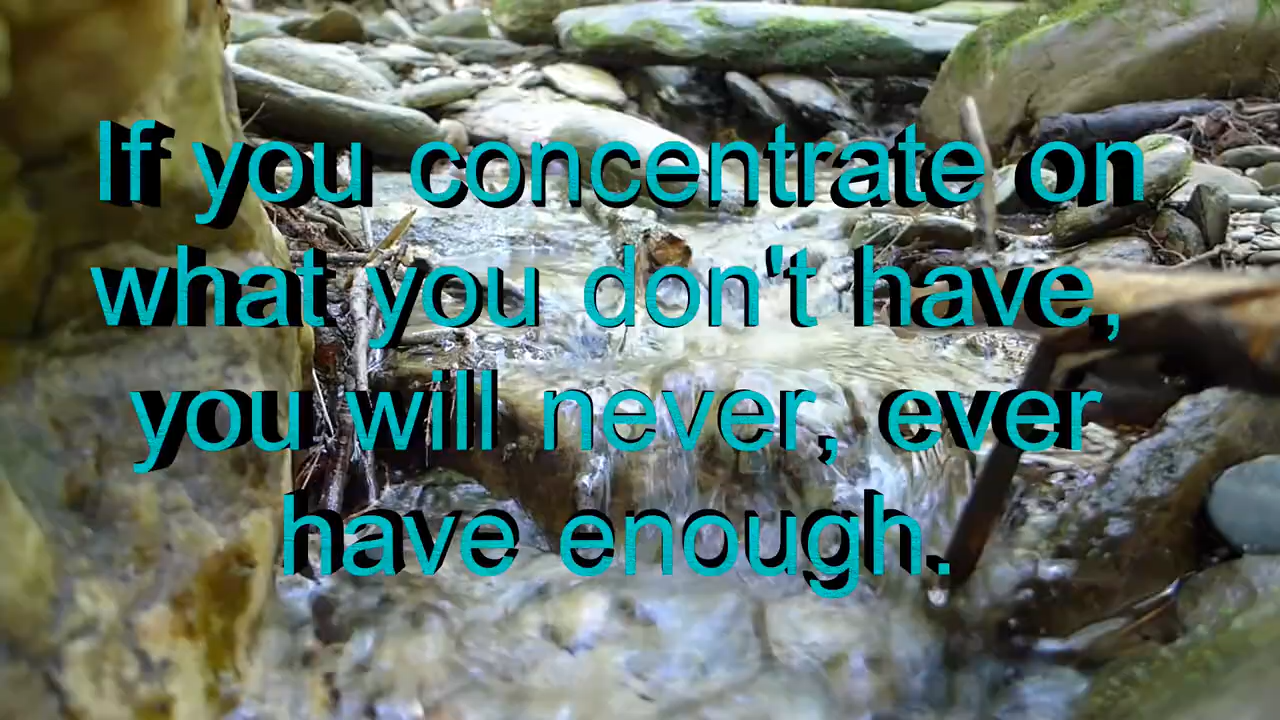 If you concentrate on
what you don't have,
you will never, ever
have enough.